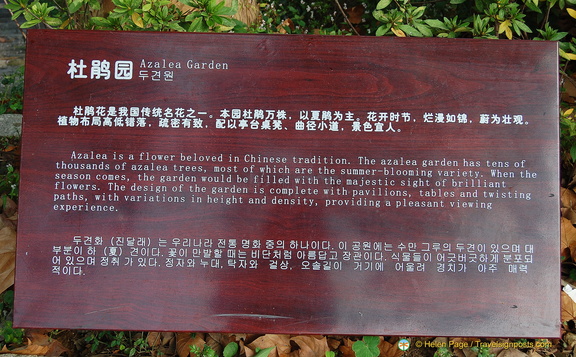 杜鹃园
Azalea Garden
두견원
杜鹃花是我国传统名花之一。本园杜鹃万株，以夏鹃为主。花开时节，烂漫如锦，蔚为壮观。
植物布局高低错落，疏密有致，配以亭台桌凳、曲径小道，景色宜人。
Azalea is a flower beloved in Chinese tradition. The azalea garden has tens of
thousands of azalea trees, most of which are the summer-blooming variety. When the
season comes, the garden would be filled with the majestic sight of brilliant
flowers. The design of the garden is complete with pavilions, tables and twisting
paths, with variations in height and density, providing a pleasant viewing
experience.
두견화 (진달래) 는 우리나라 전통 명화 중의 하나이다. 이 공원에는 수만 그루의 두견이 있으며 대
부분이 하 (夏) 견이다. 꽃이 만발할 때는 비단처럼 아름답고 장관이다. 식물들이 어긋버긋하게 분포되
어 있으며 정취 가 있다. 정자와 누대, 탁자와 걸상, 오솔길이 거기에 어울려 경치가 아주 매력
적이다.
© Helen Page / Travelsignposts.com